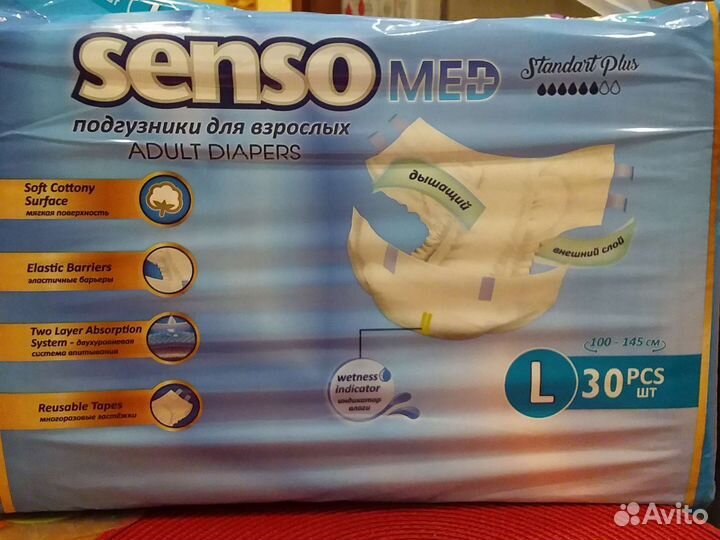 senso MED
Standart Plus
подгузники для взрослых
ADULT DIAPERS
Soft Cottony
Surface
мягкая поверхность
Elastic Barriers
эластичные барьеры
Two Layer Absorption
System - двухуровневая
система впитывания
Reusable Tapes
многоразовые застёжки
дышащий
внешний слой
wetness
indicator
индикатор
влаги
100 - 145 см
L 30 PCS
шт
Avito